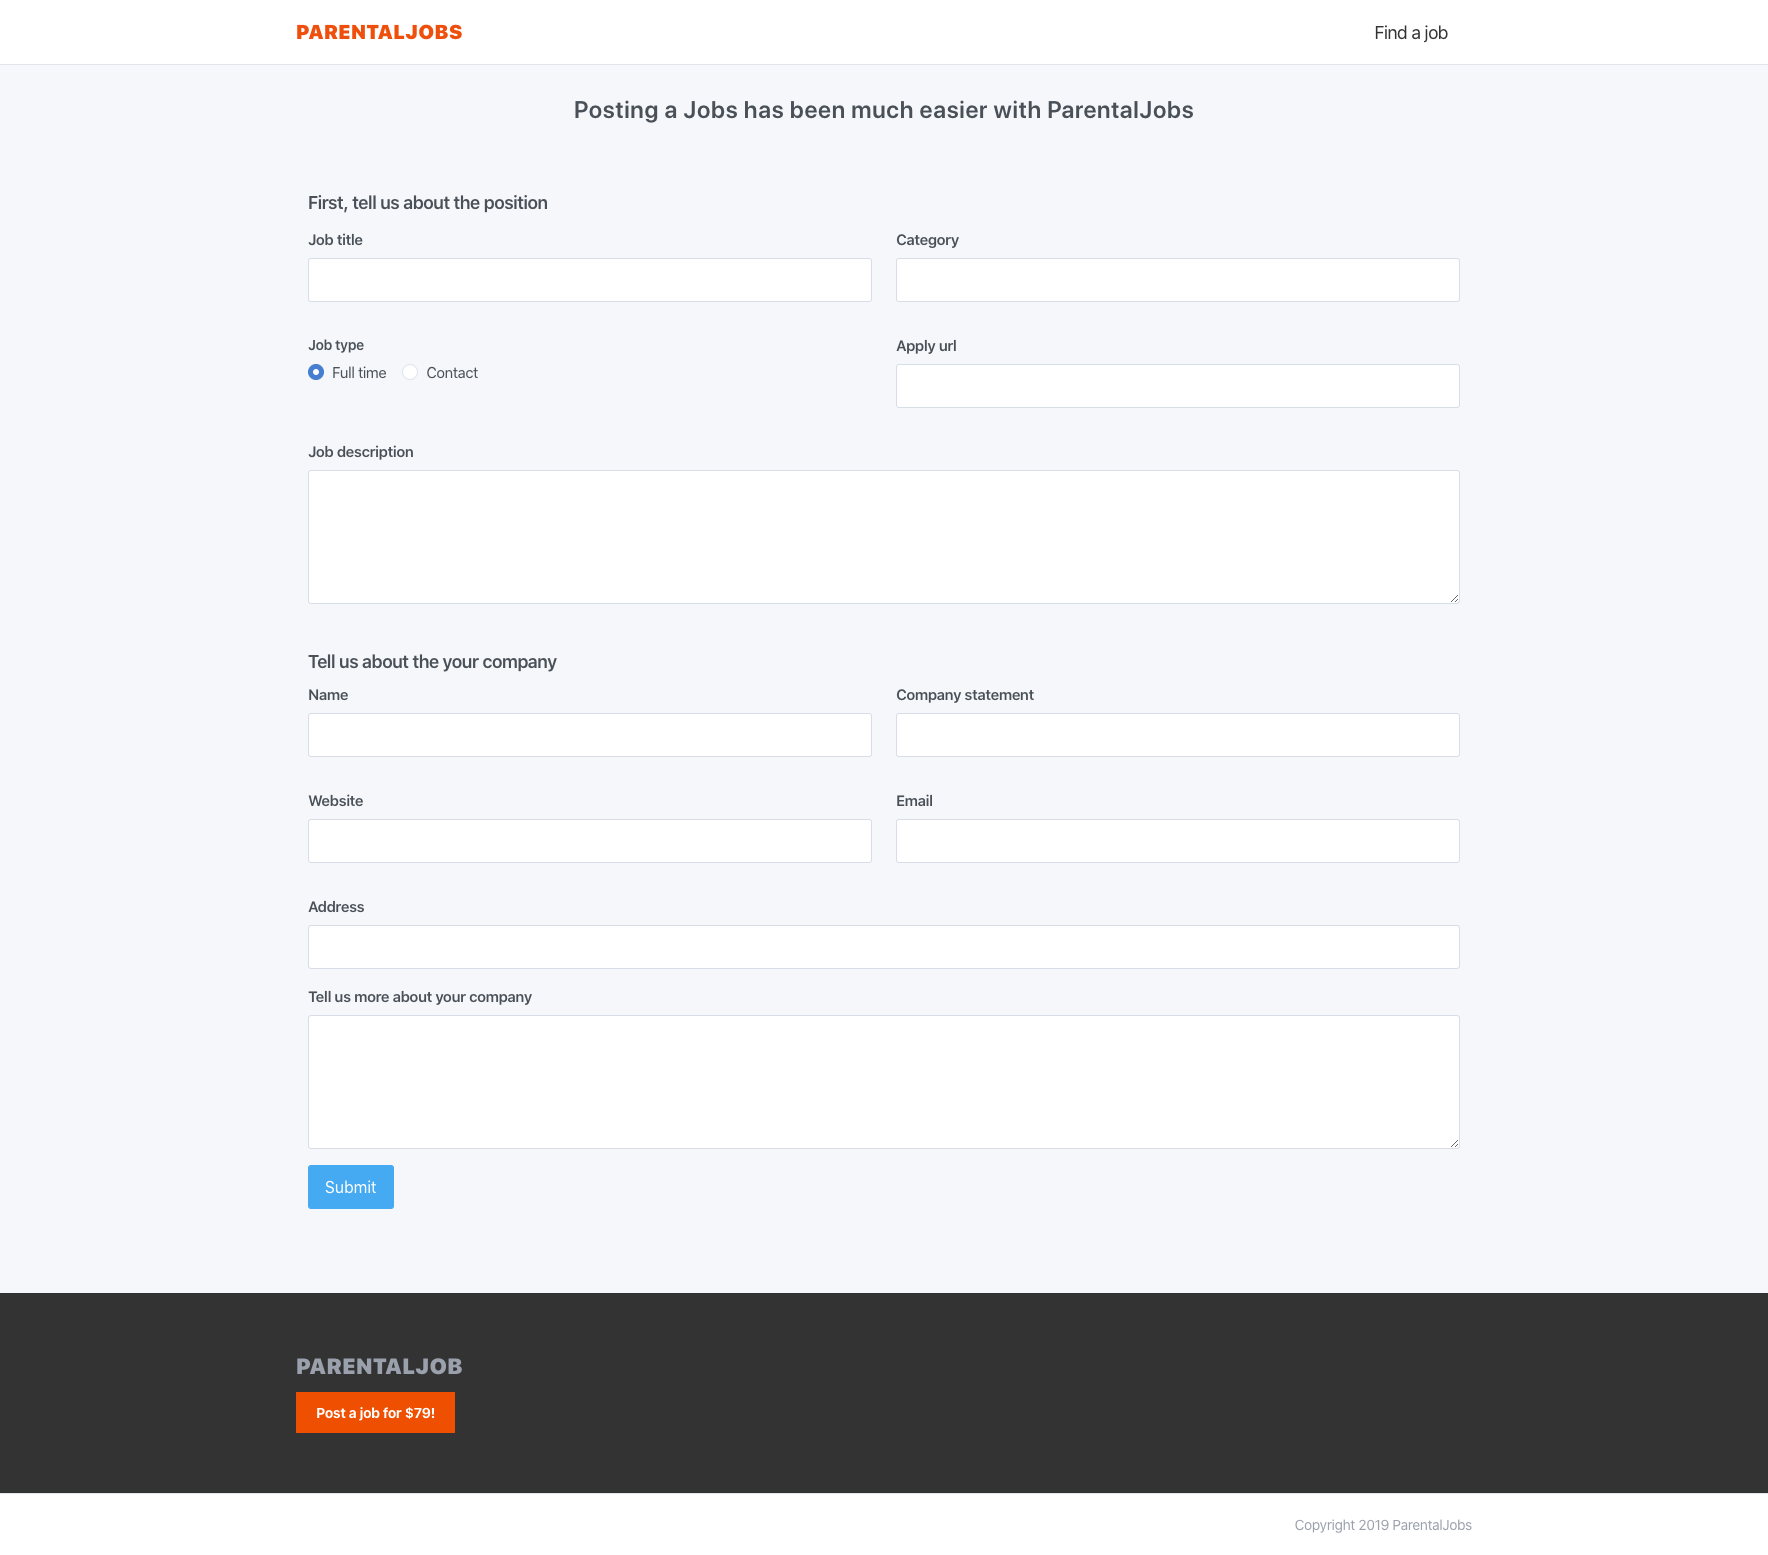 PARENTALJOBS
Find a job
Posting a Jobs has been much easier with ParentalJobs
First, tell us about the position
Job title
Category
Job type
Apply url
Full time
Contact
Job description
Tell us about the your company
Name
Company statement
Website
Email
Address
Tell us more about your company
Submit
PARENTALJOB
Post a job for $79!
Copyright 2019 ParentalJobs